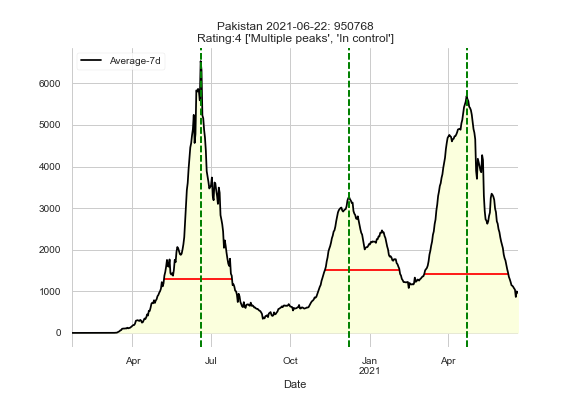 Pakistan 2021-06-22: 950768
Rating:4 ['Multiple peaks', 'In control']
Average-7d
6000
5000
4000
3000
2000
1000
0
Apr
Jul
Oct
Jan
2021
Apr
Date